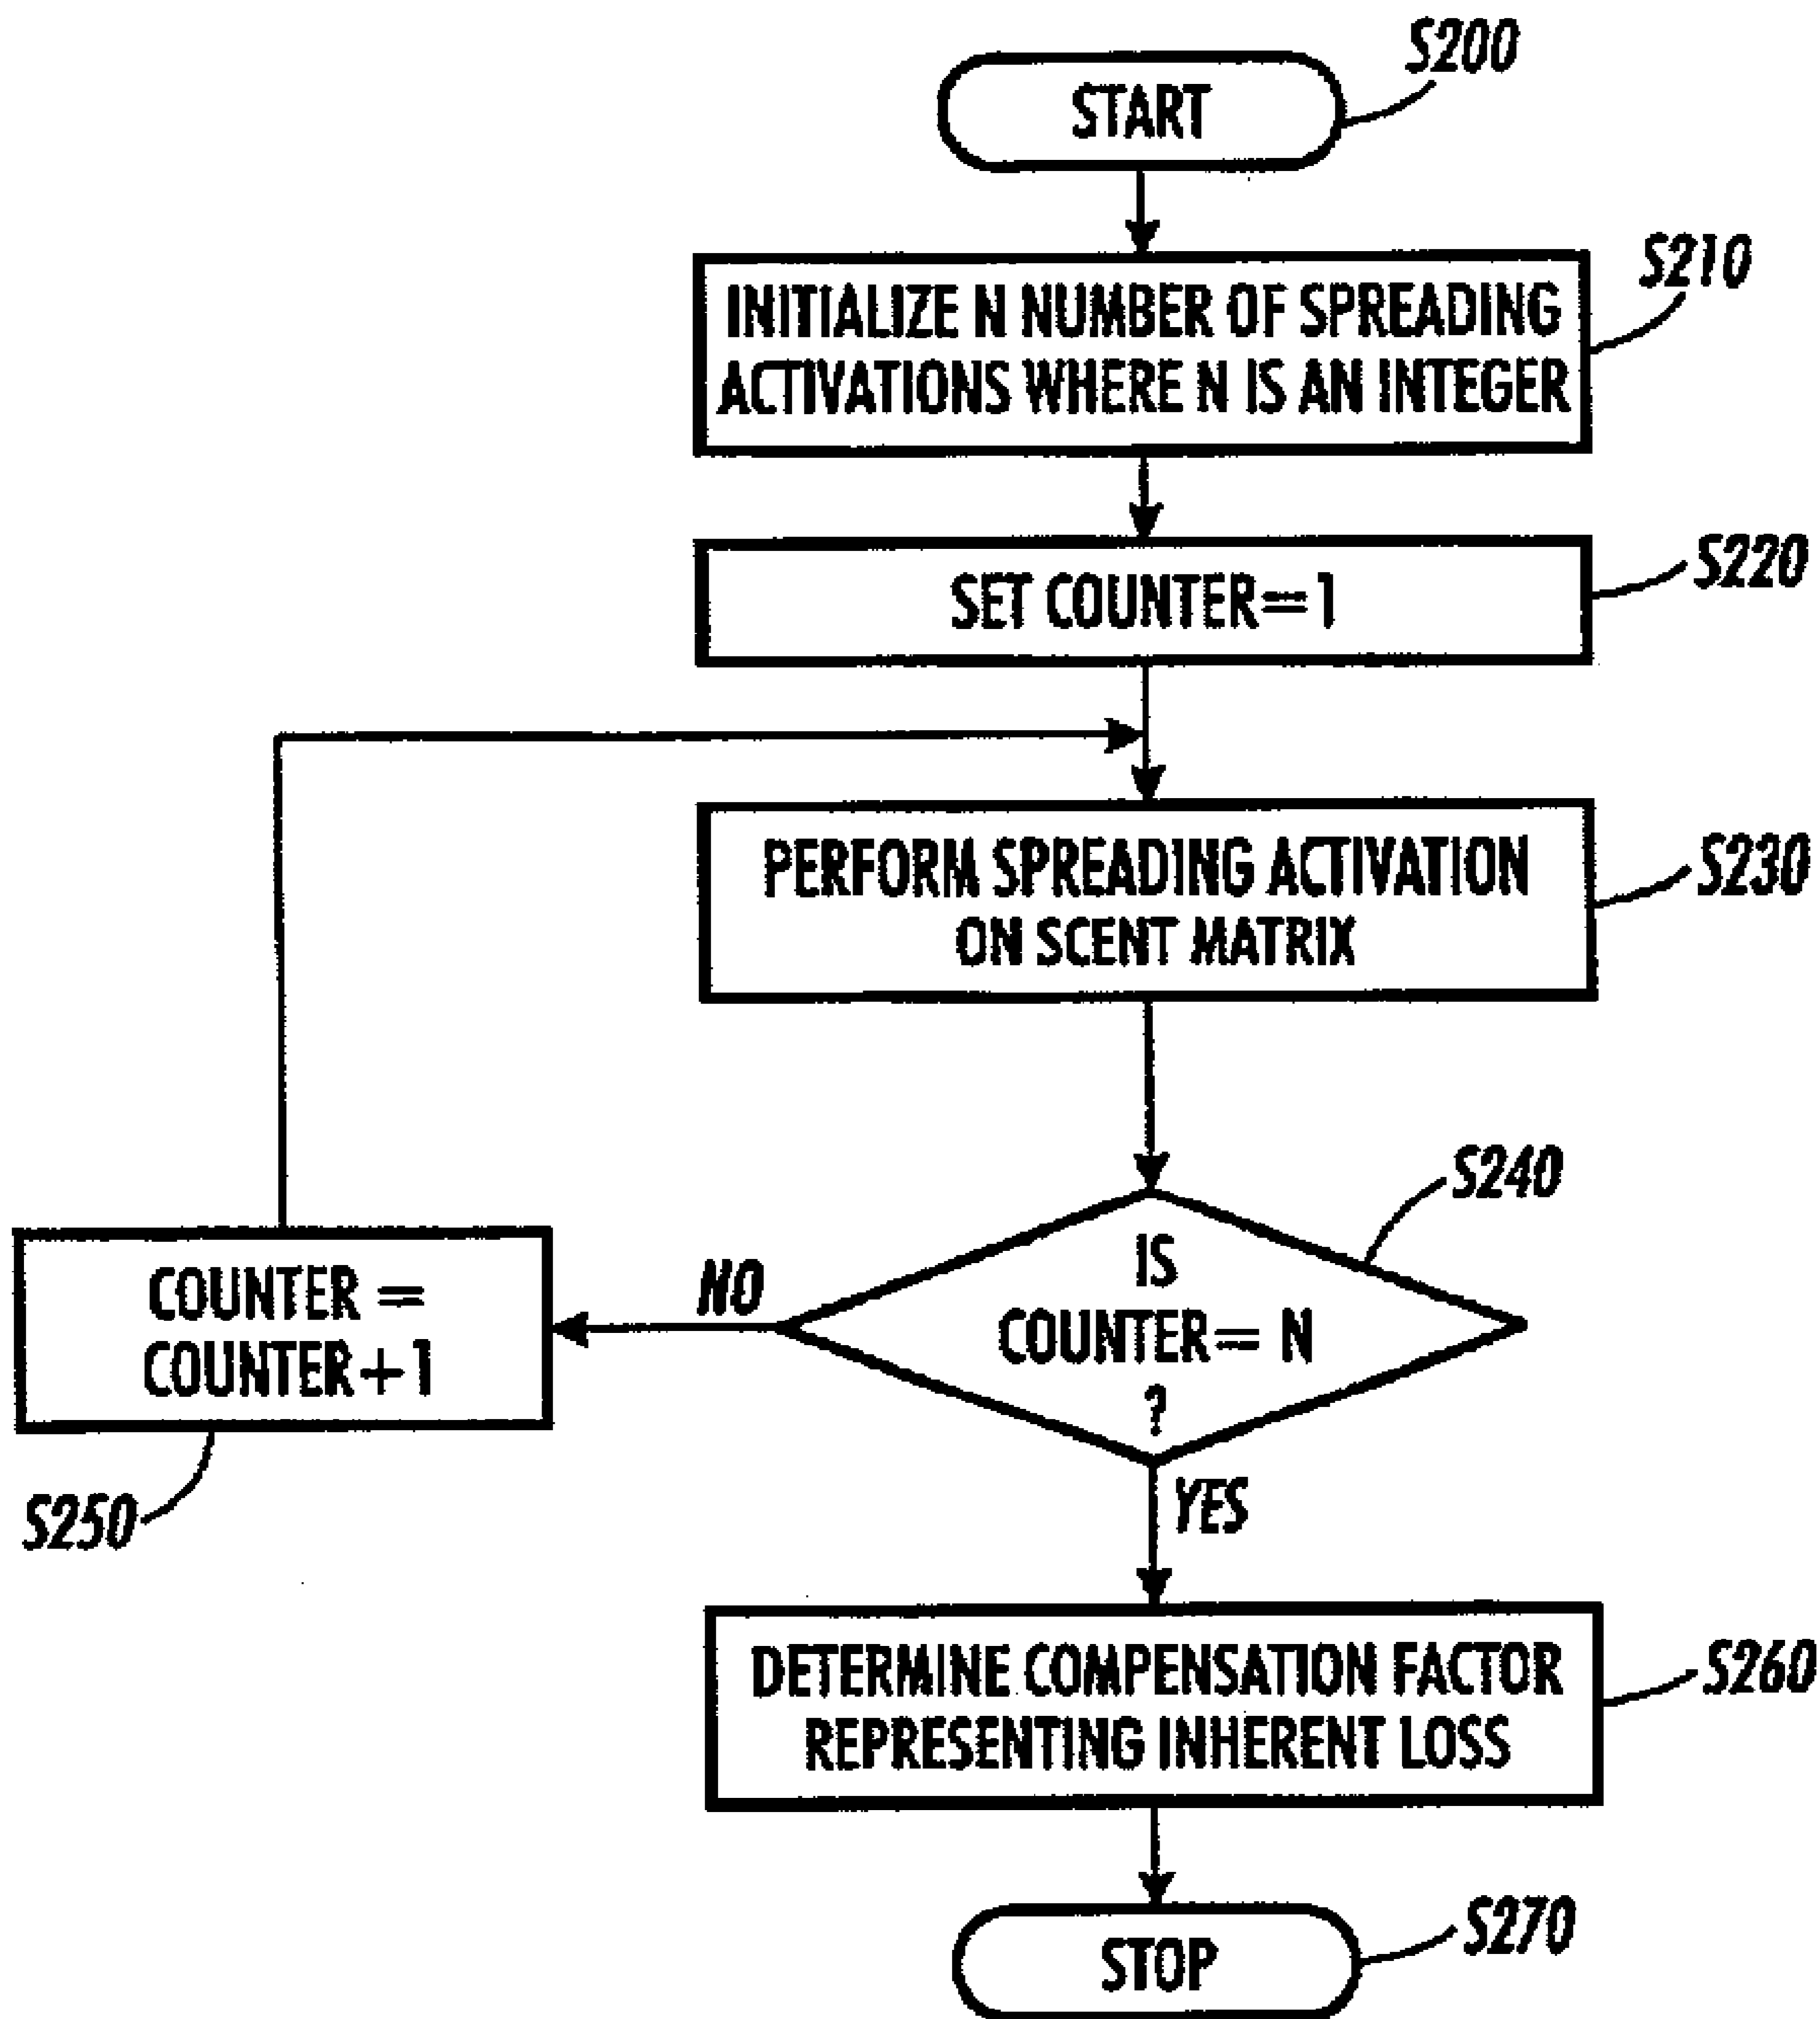 S200
START
S210
INITIALIZE N NUMBER OF SPREADING
ACTIVATIONS WHERE N IS AN INTEGER
S220
SET COUNTER=1
S230
PERFORM SPREADING ACTIVATION
ON SCENT MATRIX
S240
IS
COUNTER= N
?
NO
COUNTER =
COUNTER+1
S250
YES
S260
DETERMINE COMPENSATION FACTOR
REPRESENTING INHERENT LOSS
S270
STOP